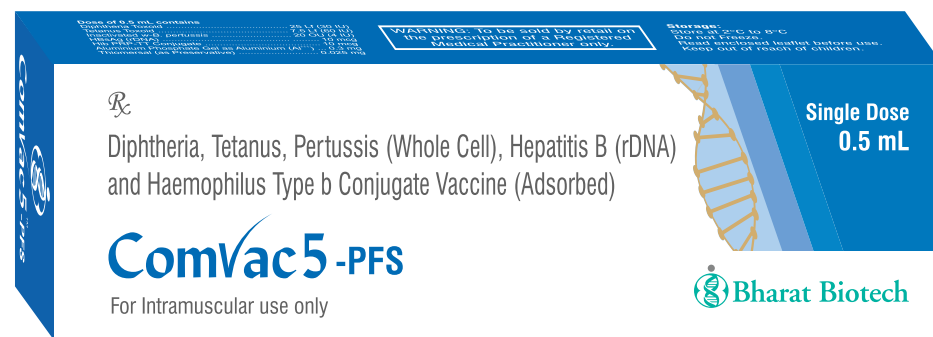 Dose of 0.5 mL contains
Diphtheria Toxoid 25 Lf (30 IU)
Tetanus Toxoid 7.5 Lf (60 IU)
Inactivated w-B. pertussis 20 OU (4 IU)
HBsAg (rDNA) 10 mcg
Hib PRP-TT Conjugate 10 mcg
Aluminium Phosphate Gel as Aluminium (Al+++) 0.3 mg
Thiomersal (as Preservative) 0.025 mg
WARNING: To be sold by retail on
the prescription of a Registered
Medical Practitioner only.
Storage:
Store at 2°C to 8°C
Do not Freeze.
Read enclosed leaflet before use.
Keep out of reach of children.
ComVac 5-PFS
Rx
Diphtheria, Tetanus, Pertussis (Whole Cell), Hepatitis B (rDNA)
and Haemophilus Type b Conjugate Vaccine (Adsorbed)
ComVac 5-PFS
For Intramuscular use only
Single Dose
0.5 mL
Bharat Biotech